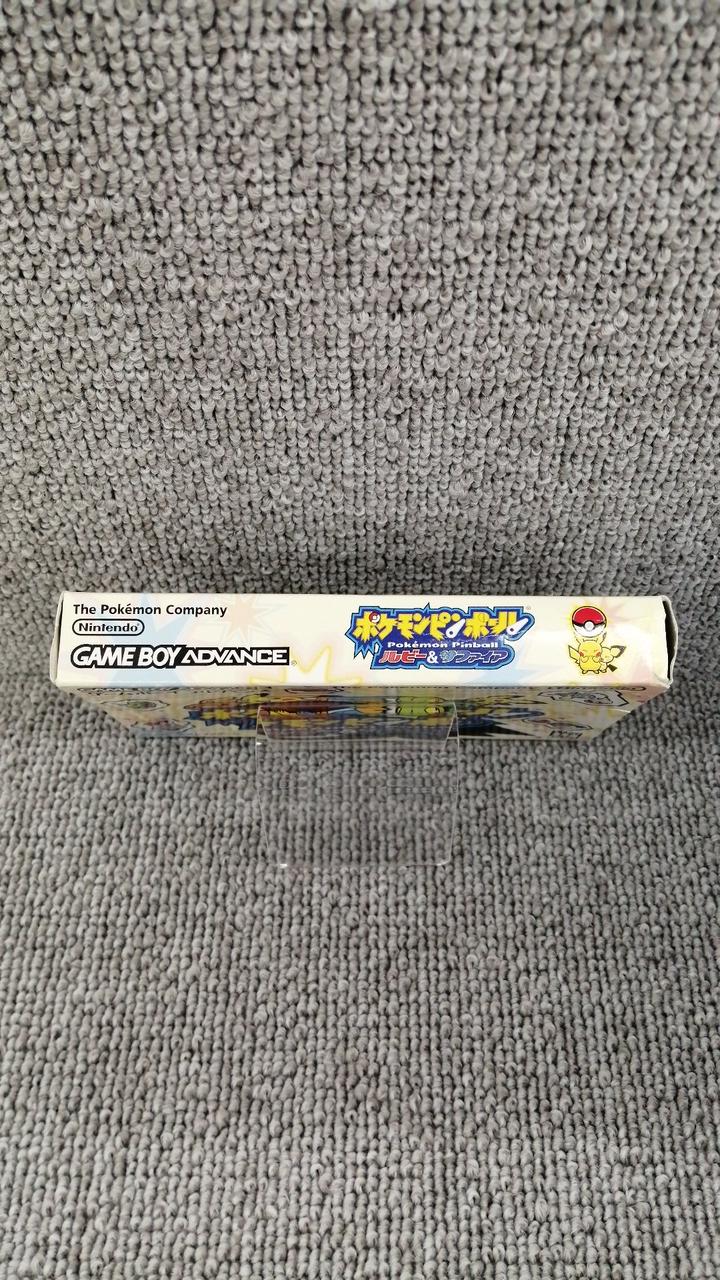 The Pokémon Company
Nintendo
GAME BOY ADVANCE
ポケモンピンボール
Pokémon Pinball
ルビー&サファイア